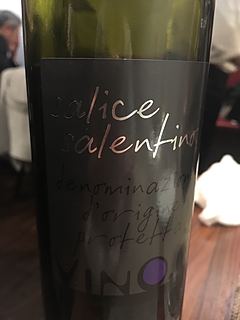 salice
salentino
denominazione
d'origine
protetta
VINO